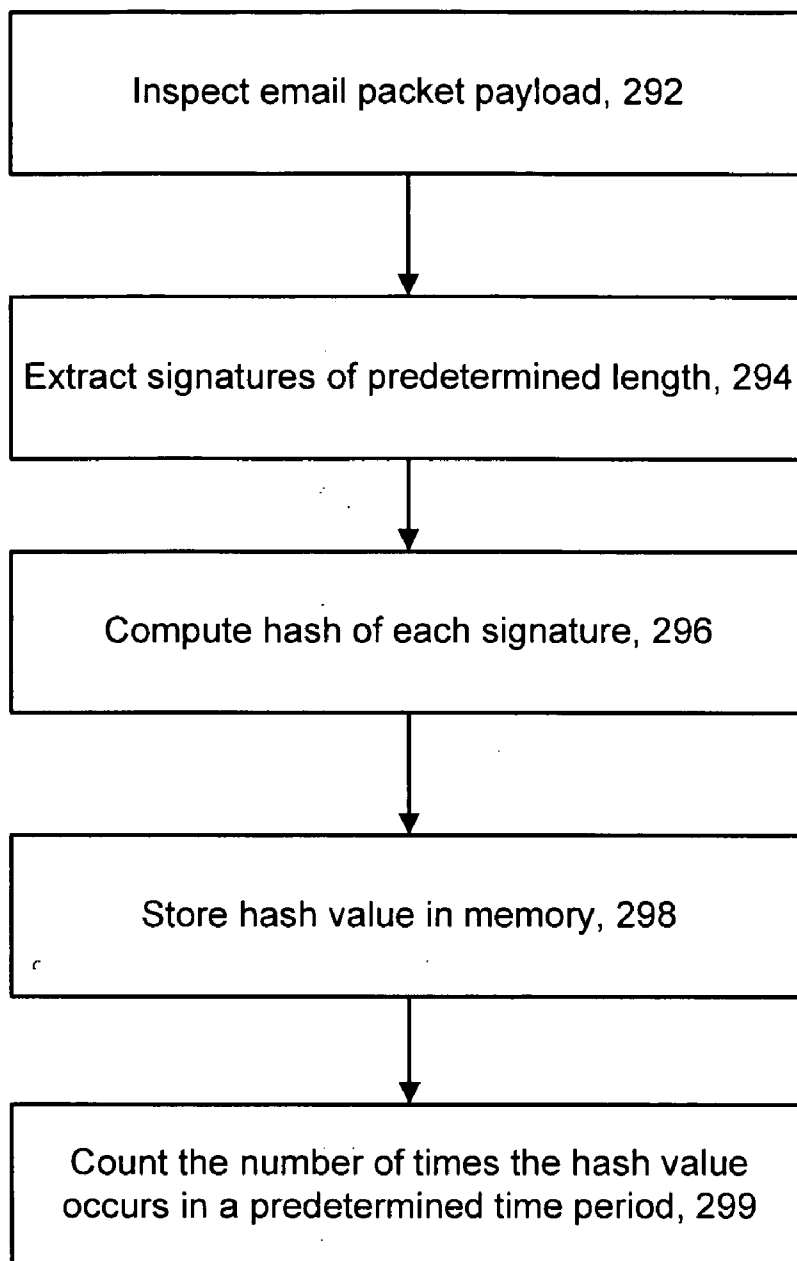 Inspect email packet payload, 292
Extract signatures of predetermined length, 294
Compute hash of each signature, 296
Store hash value in memory, 298
Count the number of times the hash value
occurs in a predetermined time period, 299